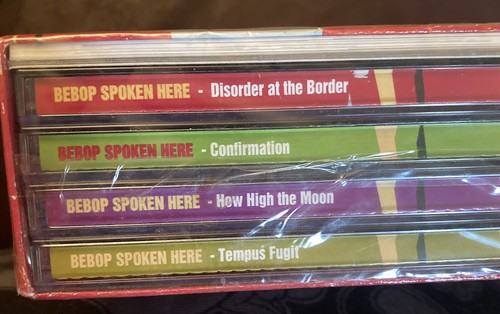 BEBOP SPOKEN HERE - Disorder at the Border
BEBOP SPOKEN HERE - Confirmation
BEBOP SPOKEN HERE - How High the Moon
BEBOP SPOKEN HERE - Tempus Fugit